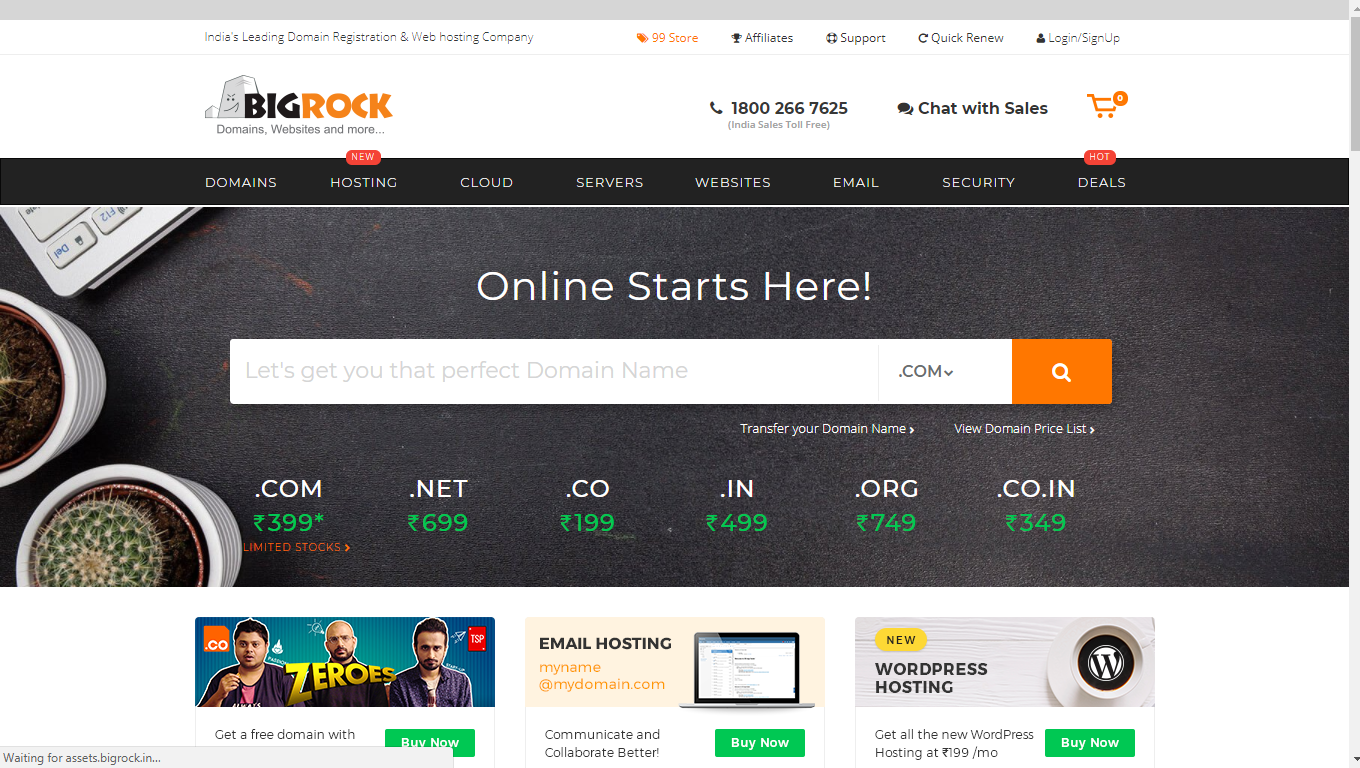 India's Leading Domain Registration & Web hosting Company
99 Store
Affiliates
Support
Quick Renew
Login/SignUp
BIGROCK
Domains, Websites and more...
1800 266 7625
(India Sales Toll Free)
Chat with Sales
0
NEW
HOT
DOMAINS
HOSTING
CLOUD
SERVERS
WEBSITES
EMAIL
SECURITY
DEALS
F12
Del
Online Starts Here!
Let's get you that perfect Domain Name
.COM
Transfer your Domain Name
View Domain Price List
.COM
.NET
.CO
.IN
.ORG
.CO.IN
₹399*
₹699
₹199
₹499
₹749
₹349
LIMITED STOCKS
.co
PASSION
TSP
START-UP
ZEROES
ALWAYS
Get a free domain with
Buy Now
EMAIL HOSTING
myname
@mydomain.com
Communicate and
Collaborate Better!
Buy Now
NEW
WORDPRESS
HOSTING
W
Get all the new WordPress
Hosting at ₹199 /mo
Buy Now
Waiting for assets.bigrock.in...